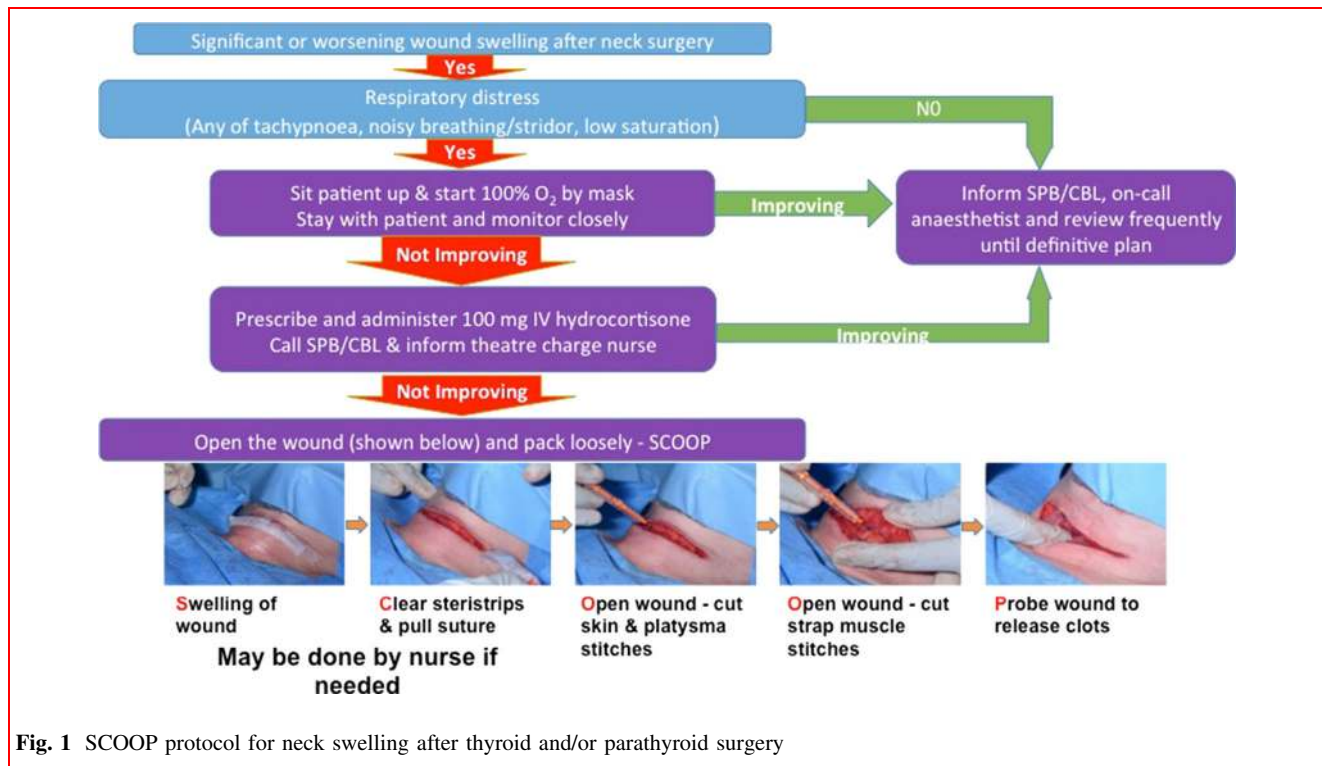 Significant or worsening wound swelling after neck surgery
Yes
Respiratory distress
(Any of tachypnoea, noisy breathing/stridor, low saturation)
N0
Yes
Sit patient up & start 100% O₂ by mask
Stay with patient and monitor closely
Improving
Inform SPB/CBL, on-call
anaesthetist and review frequently
until definitive plan
Not Improving
Prescribe and administer 100 mg IV hydrocortisone
Call SPB/CBL & inform theatre charge nurse
Improving
Not Improving
Open the wound (shown below) and pack loosely - SCOOP
Swelling of
wound
Clear steristrips
& pull suture
Open wound - cut
skin & platysma
stitches
Open wound - cut
strap muscle
stitches
Probe wound to
release clots
May be done by nurse if
needed
Fig. 1 SCOOP protocol for neck swelling after thyroid and/or parathyroid surgery